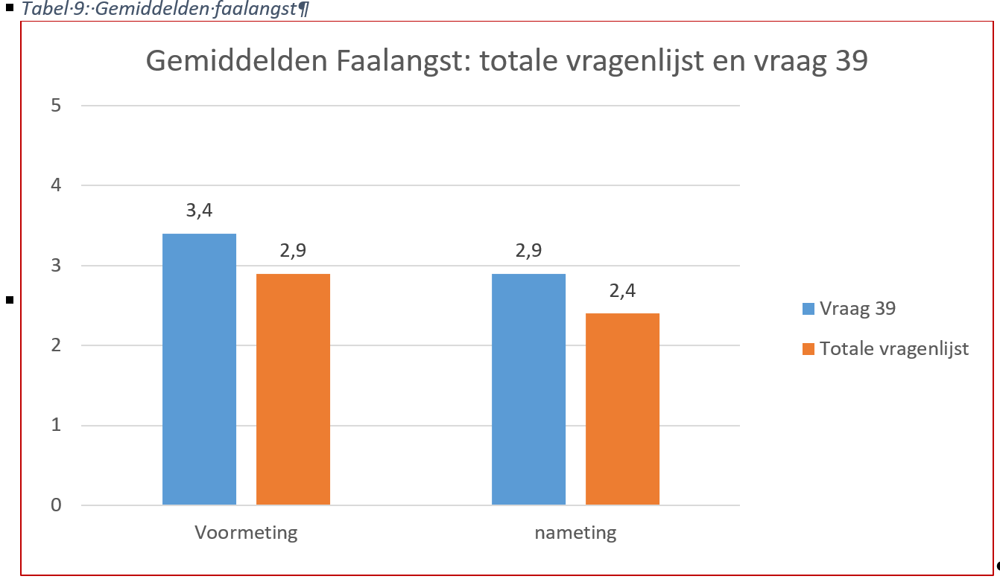 Tabel·9:·Gemiddelden·faalangst¶
Gemiddelden Faalangst: totale vragenlijst en vraag 39
5
4
3
2
1
0
3,4
2,9
2,9
2,4
Voormeting
nameting
Vraag 39
Totale vragenlijst